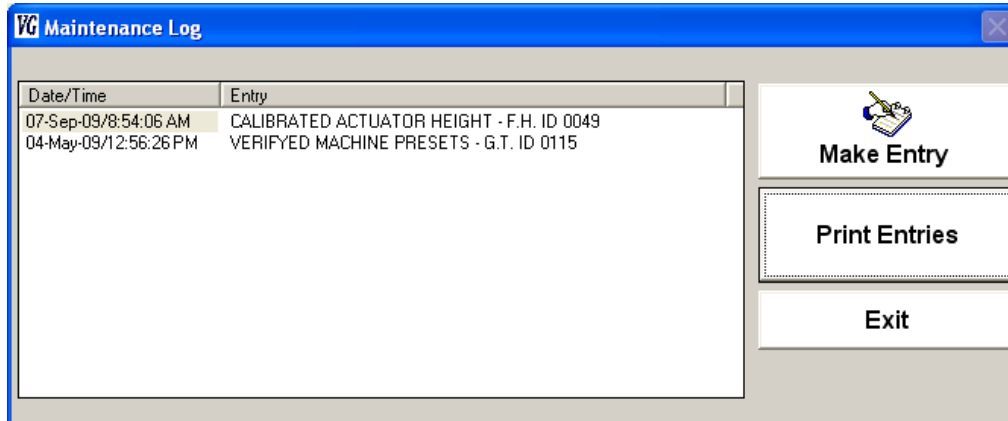 VG Maintenance Log
Date/Time Entry
07-Sep-09/8:54:06 AM CALIBRATED ACTUATOR HEIGHT - F.H. ID 0049
04-May-09/12:56:26 PM VERIFYED MACHINE PRESETS - G.T. ID 0115
Make Entry
Print Entries
Exit